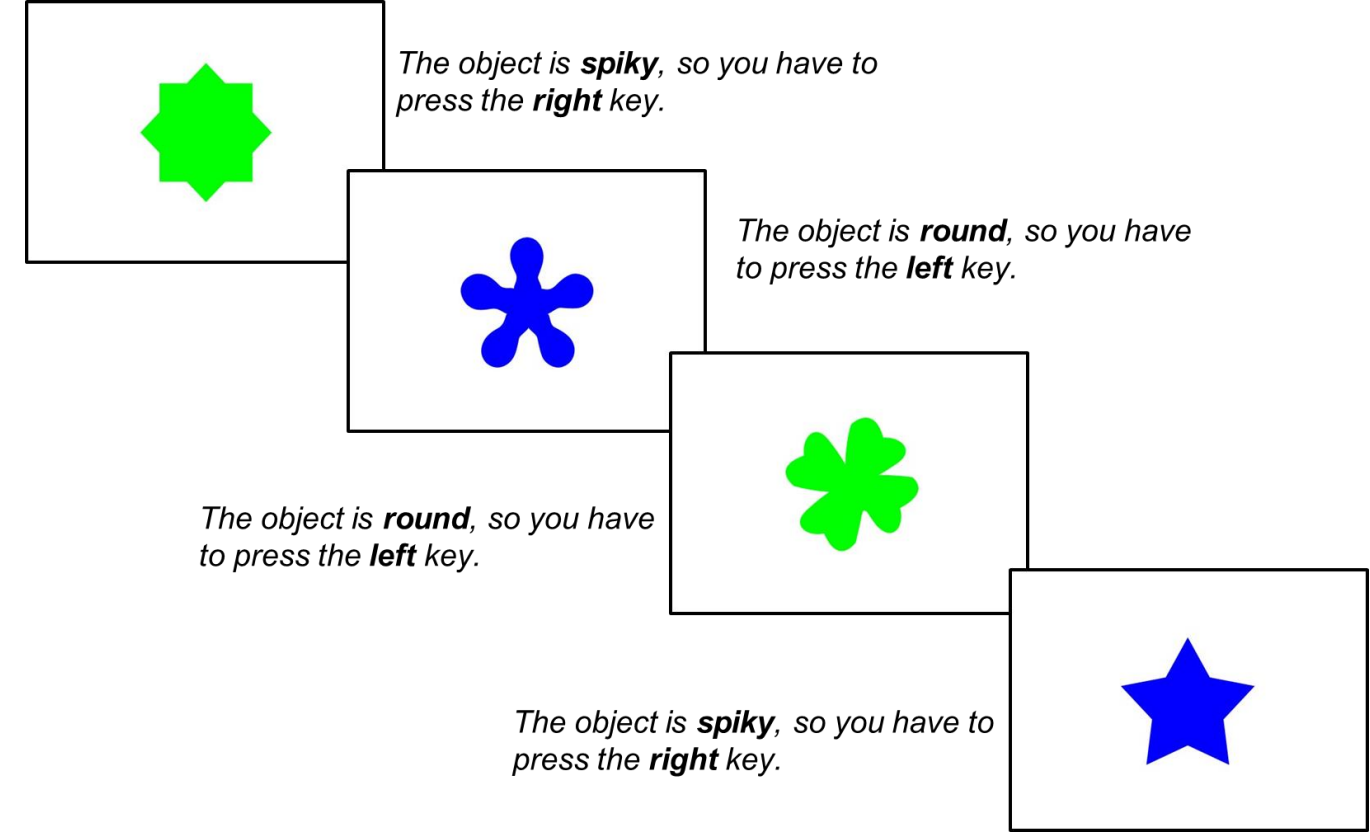 The object is spiky, so you have to
press the right key.
The object is round, so you have
to press the left key.
The object is round, so you have
to press the left key.
The object is spiky, so you have to
press the right key.